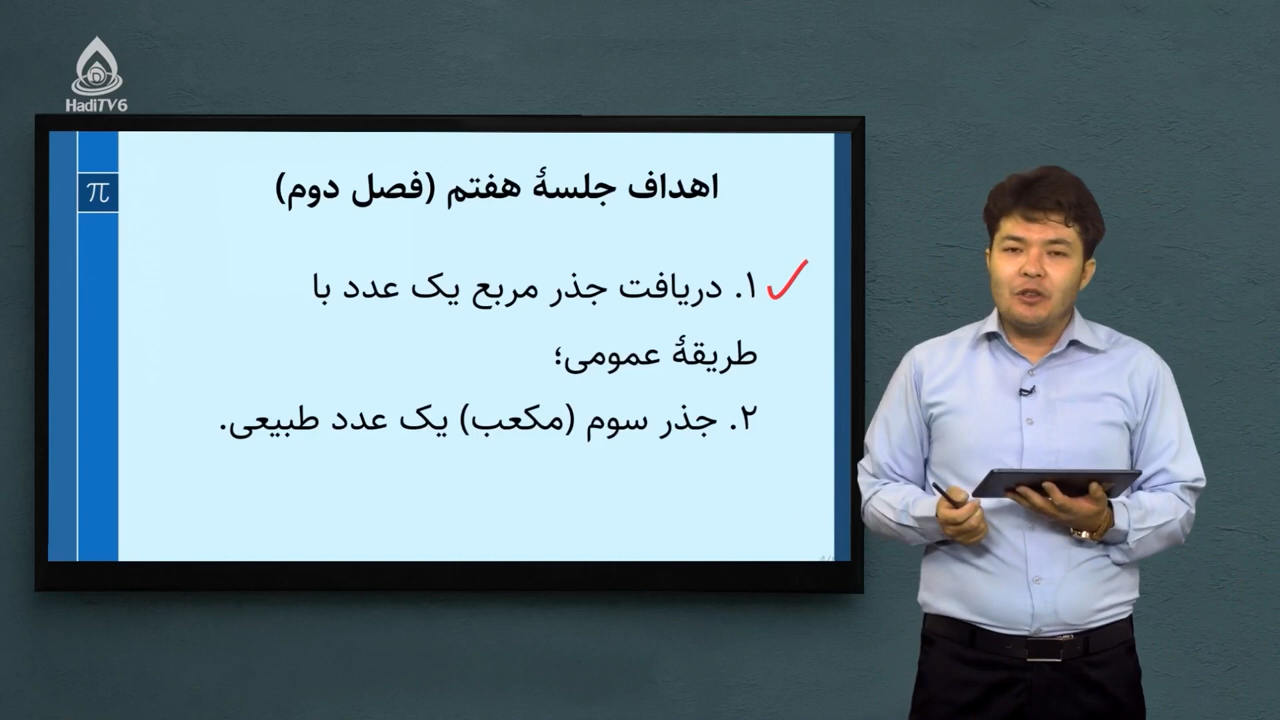 HadiTV6
π
اهداف جلسهٔ هفتم (فصل دوم)
۱. دریافت جذر مربع یک عدد با
طریقهٔ عمومی؛
۲. جذر سوم (مکعب) یک عدد طبیعی.